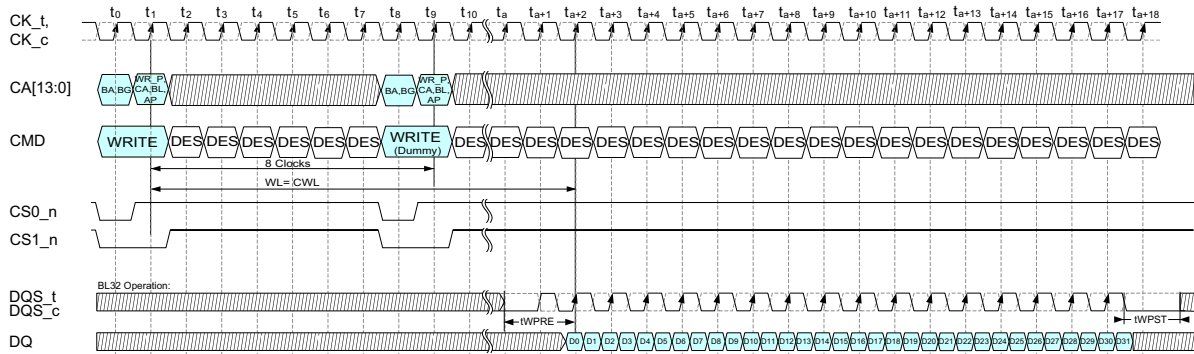 CK_t,
CK_c
t0 t1 t2 t3 t4 t5 t6 t7 t8 t9 t10 ta ta+1 ta+2 ta+3 ta+4 ta+5 ta+6 ta+7 ta+8 ta+9 ta+10 ta+11 ta+12 ta+13 ta+14 ta+15 ta+16 ta+17 ta+18
CA[13:0]
BA,BG
WR_P,
CA,BL,
AP
BA,BG
WR_P,
CA,BL,
AP
CMD
WRITE DES DES DES DES DES DES WRITE
(Dummy)
DES DES DES DES DES DES DES DES DES DES DES DES DES DES DES DES DES DES DES DES
8 Clocks
WL= CWL
CS0_n
CS1_n
BL32 Operation:
DQS_t
DQS_c
tWPRE
tWPST
DQ
D0 D1 D2 D3 D4 D5 D6 D7 D8 D9 D10 D11 D12 D13 D14 D15 D16 D17 D18 D19 D20 D21 D22 D23 D24 D25 D26 D27 D28 D29 D30 D31